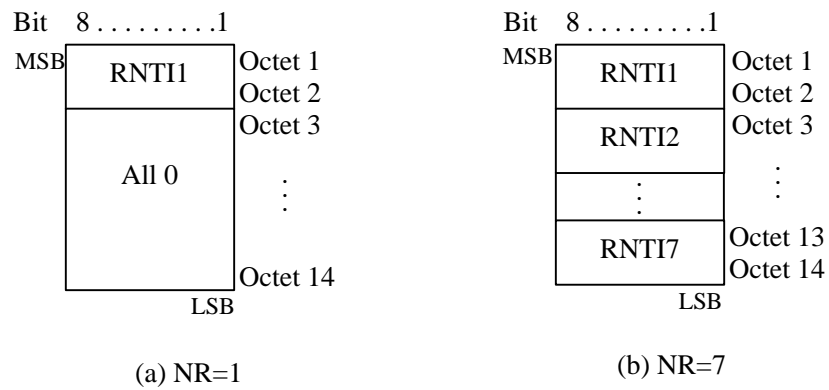 Bit 8 . . . . . . . . .1
MSB
RNTI1
Octet 1
Octet 2
Octet 3
All 0
⋮
Octet 14
LSB
(a) NR=1
Bit 8 . . . . . . . . .1
MSB
RNTI1
Octet 1
Octet 2
RNTI2
Octet 3
⋮
⋮
RNTI7
Octet 13
Octet 14
LSB
(b) NR=7